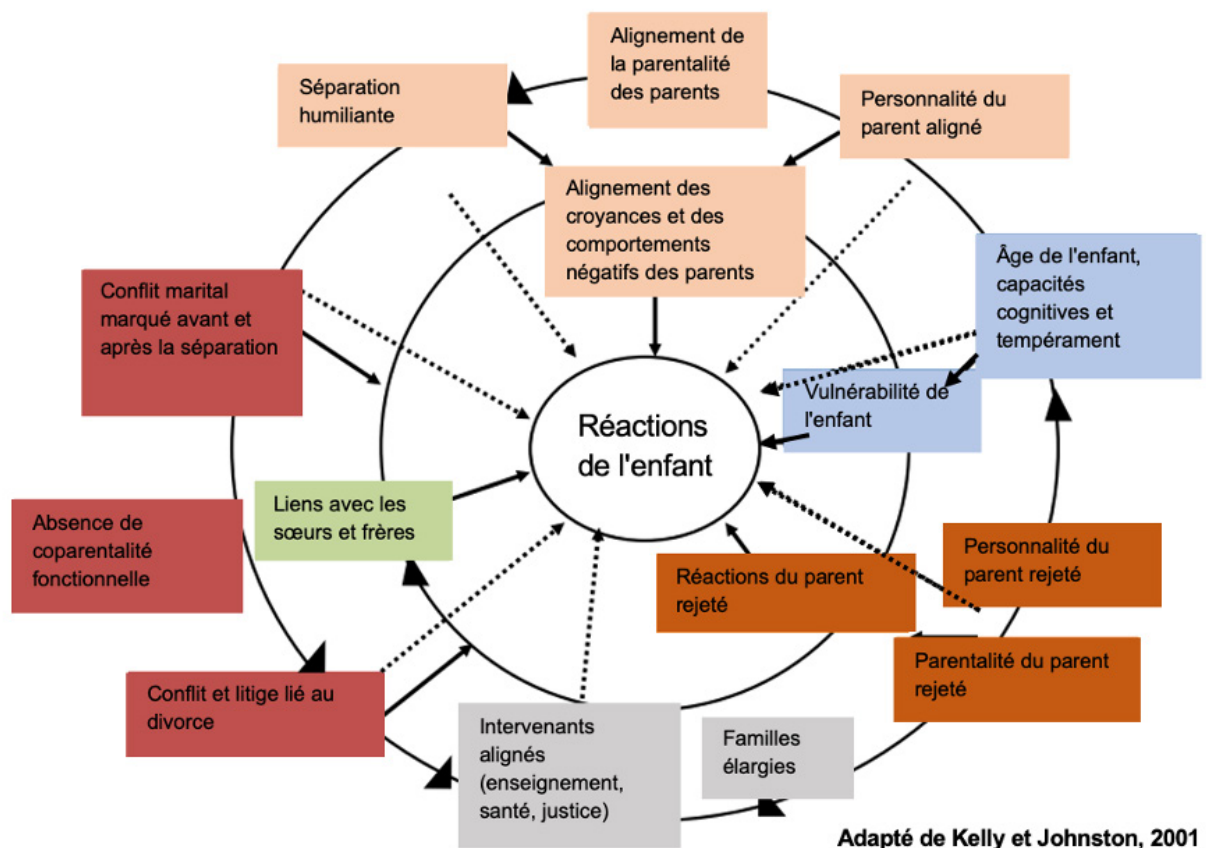 Alignement de
la parentalité
des parents
Séparation
humiliante
Personnalité du
parent aligné
Alignement des
croyances et des
comportements
négatifs des parents
Âge de l'enfant,
capacités
cognitives et
tempérament
Conflit marital
marqué avant et
après la séparation
Vulnérabilité de
l'enfant
Réactions
de l'enfant
Liens avec les
sœurs et frères
Absence de
coparentalité
fonctionnelle
Personnalité du
parent rejeté
Réactions du parent
rejeté
Parentalité du parent
rejeté
Conflit et litige lié au
divorce
Intervenants
alignés
(enseignement,
santé, justice)
Familles
élargies
Adapté de Kelly et Johnston, 2001